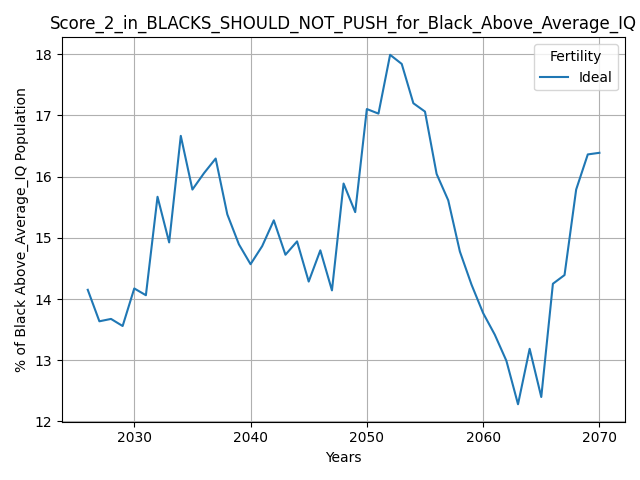 Score_2_in_BLACKS_SHOULD_NOT_PUSH_for_Black_Above_Average_IQ
Fertility
Ideal
% of Black Above_Average_IQ Population
18
17
16
15
14
13
12
2030 2040 2050 2060 2070
Years